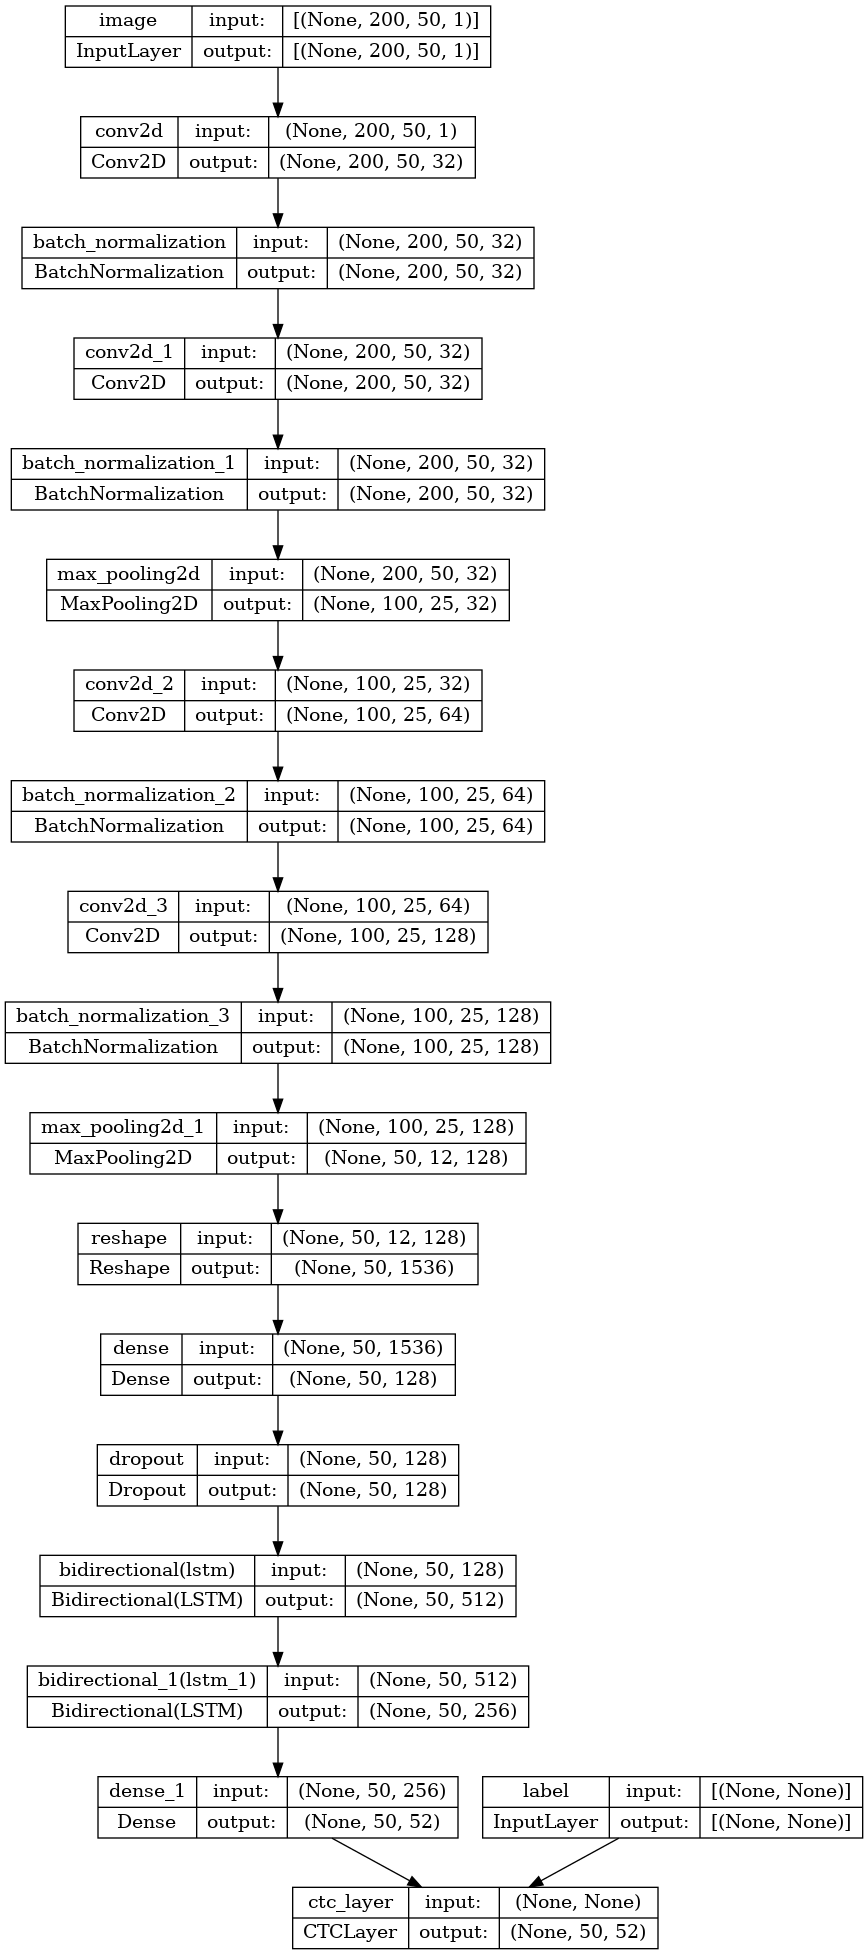 image input: [(None, 200, 50, 1)]
InputLayer output: [(None, 200, 50, 1)]
conv2d input: (None, 200, 50, 1)
Conv2D output: (None, 200, 50, 32)
batch_normalization input: (None, 200, 50, 32)
BatchNormalization output: (None, 200, 50, 32)
conv2d_1 input: (None, 200, 50, 32)
Conv2D output: (None, 200, 50, 32)
batch_normalization_1 input: (None, 200, 50, 32)
BatchNormalization output: (None, 200, 50, 32)
max_pooling2d input: (None, 200, 50, 32)
MaxPooling2D output: (None, 100, 25, 32)
conv2d_2 input: (None, 100, 25, 32)
Conv2D output: (None, 100, 25, 64)
batch_normalization_2 input: (None, 100, 25, 64)
BatchNormalization output: (None, 100, 25, 64)
conv2d_3 input: (None, 100, 25, 64)
Conv2D output: (None, 100, 25, 128)
batch_normalization_3 input: (None, 100, 25, 128)
BatchNormalization output: (None, 100, 25, 128)
max_pooling2d_1 input: (None, 100, 25, 128)
MaxPooling2D output: (None, 50, 12, 128)
reshape input: (None, 50, 12, 128)
Reshape output: (None, 50, 1536)
dense input: (None, 50, 1536)
Dense output: (None, 50, 128)
dropout input: (None, 50, 128)
Dropout output: (None, 50, 128)
bidirectional(lstm) input: (None, 50, 128)
Bidirectional(LSTM) output: (None, 50, 512)
bidirectional_1(lstm_1) input: (None, 50, 512)
Bidirectional(LSTM) output: (None, 50, 256)
dense_1 input: (None, 50, 256)
Dense output: (None, 50, 52)
label input: [(None, None)]
InputLayer output: [(None, None)]
ctc_layer input: (None, None)
CTCLayer output: (None, 50, 52)